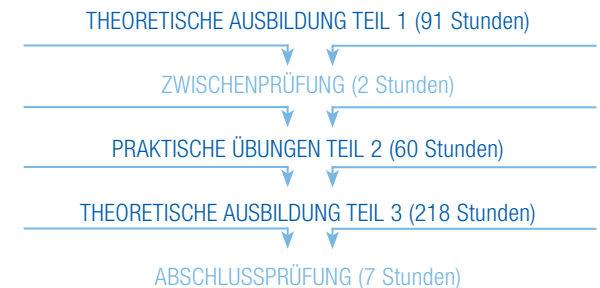 THEORETISCHE AUSBILDUNG TEIL 1 (91 Stunden)
ZWISCHENPRÜFUNG (2 Stunden)
PRAKTISCHE ÜBUNGEN TEIL 2 (60 Stunden)
THEORETISCHE AUSBILDUNG TEIL 3 (218 Stunden)
ABSCHLUSSPRÜFUNG (7 Stunden)